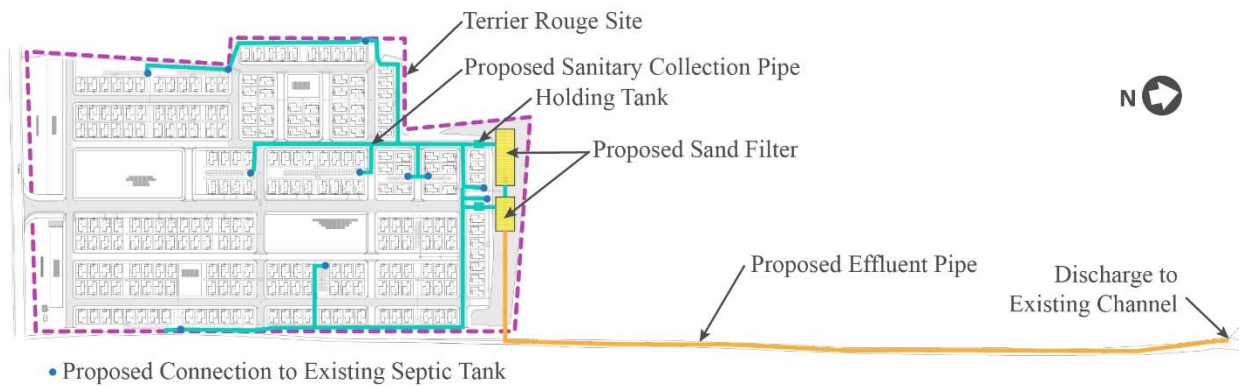 Terrier Rouge Site
Proposed Sanitary Collection Pipe
Holding Tank
N
Proposed Sand Filter
Proposed Effluent Pipe
Discharge to
Existing Channel
• Proposed Connection to Existing Septic Tank